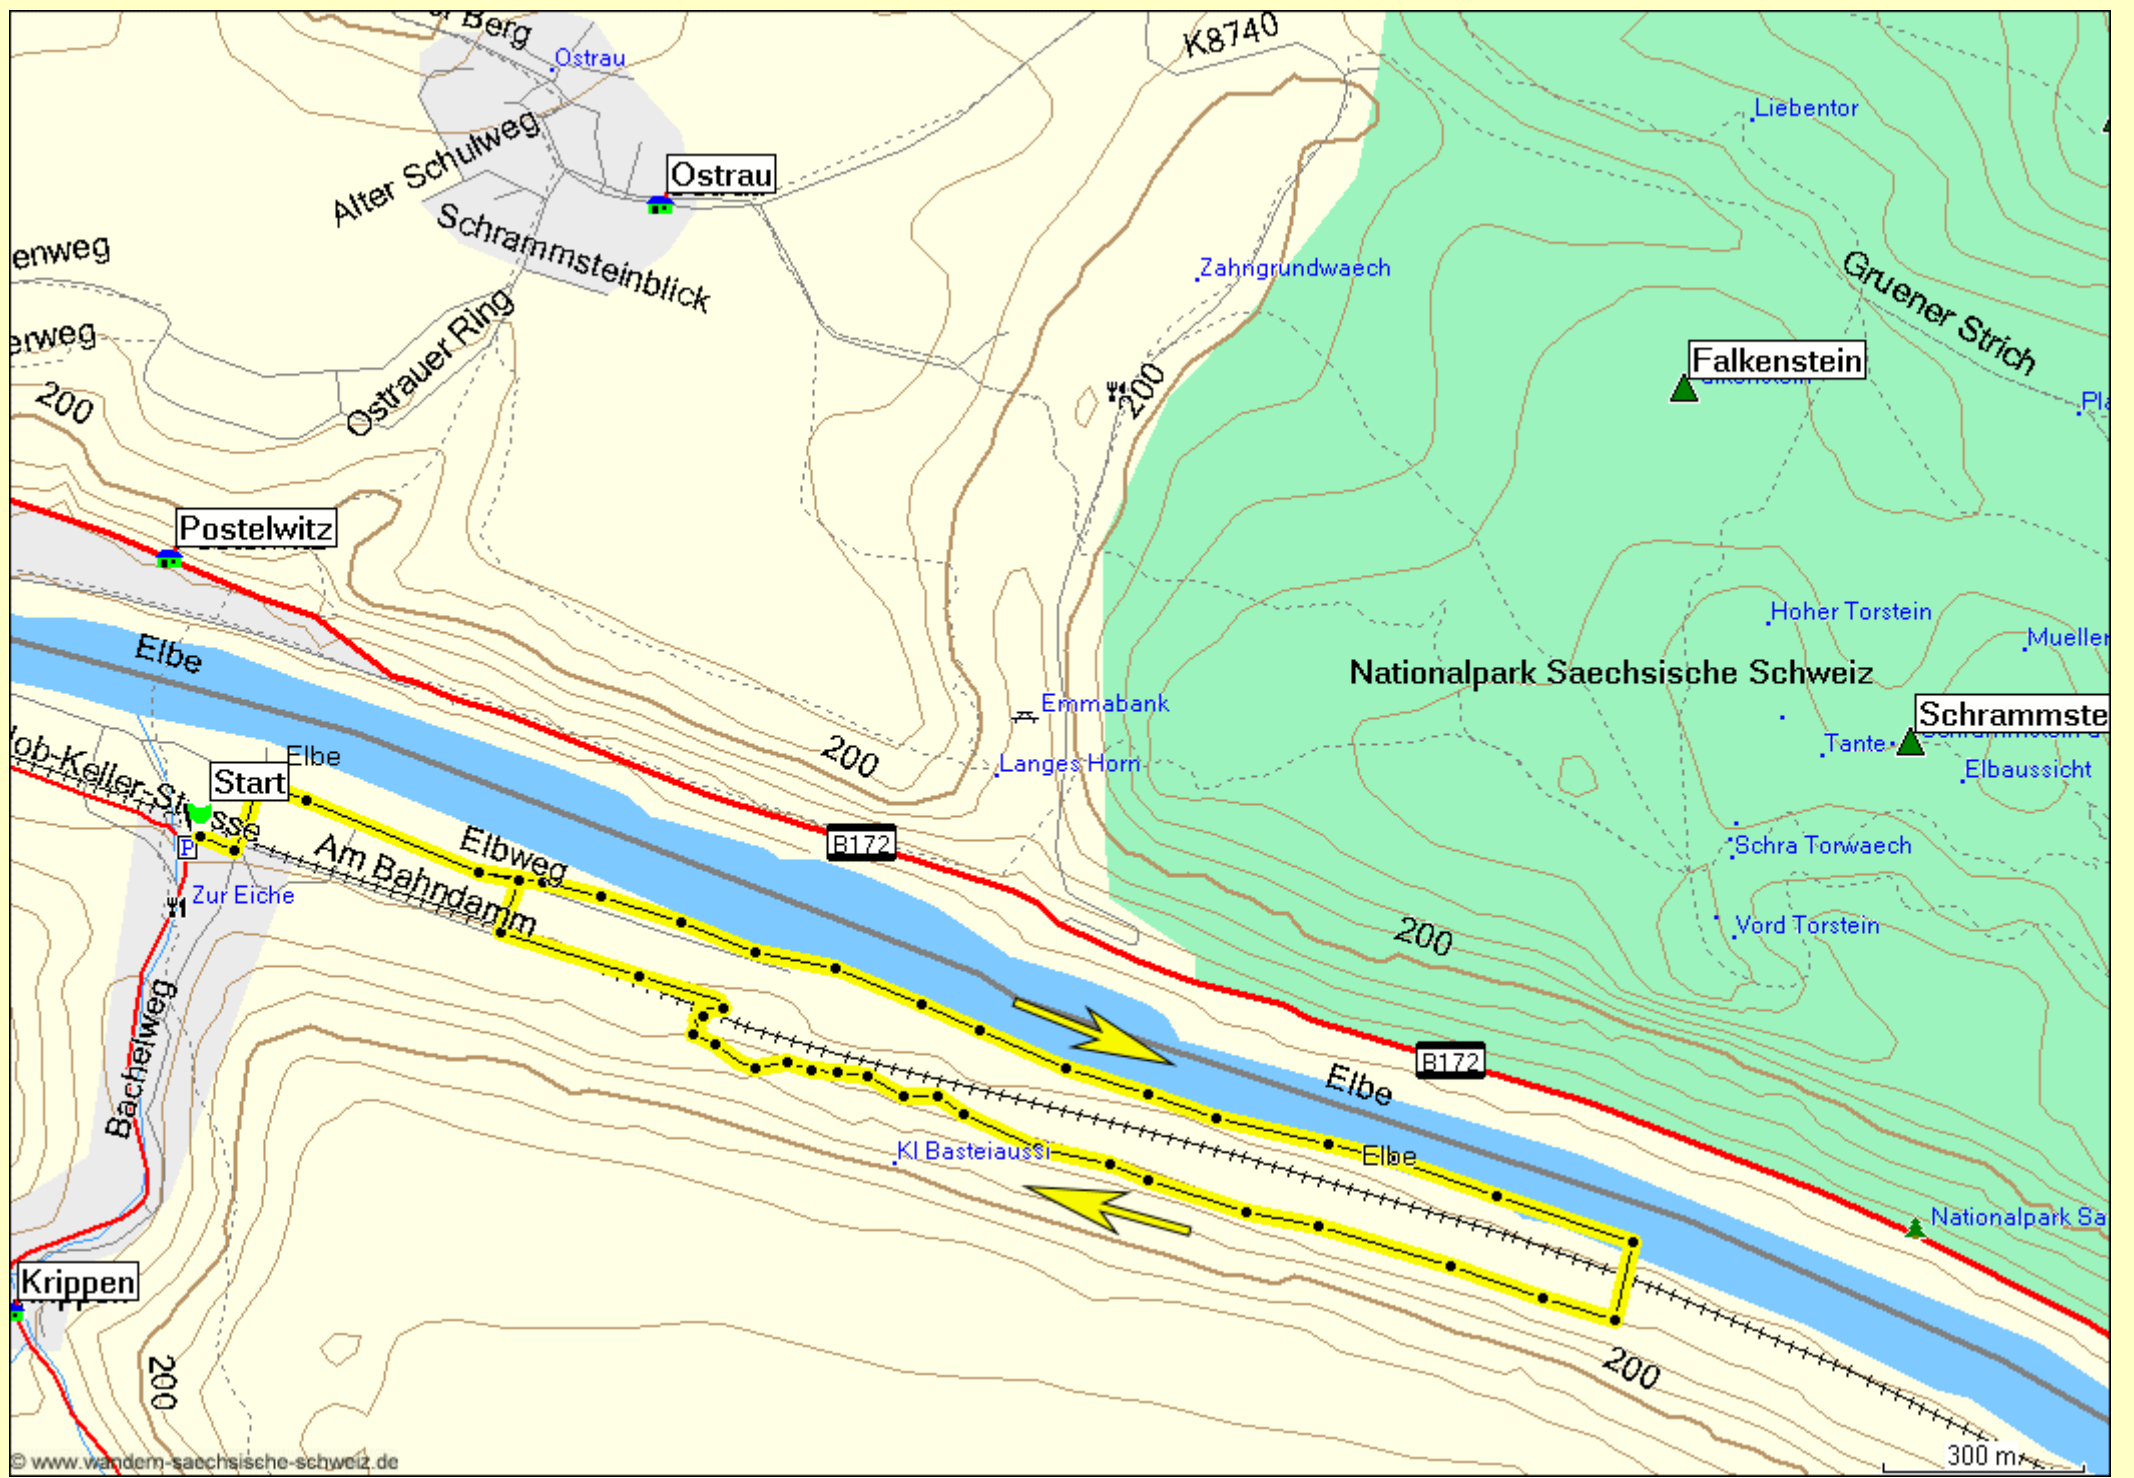 Berg
Ostrau
K8740
Liebentor
Alter Schulweg
Ostrau
Schrammsteinblick
enweg
Zahngrundwaech
Gruener Strich
erweg
Ostrauer Ring
Falkenstein
200
200
Pla
Postelwitz
Hoher Torstein
Mueller
Elbe
Nationalpark Saechsische Schweiz
Emmabank
Schrammste
Elbe
200
Langes Horn
Tante
Elbaussicht
Start
ob-Keller-Strasse
B172
Am Bahndamm
Elbweg
P
Schra Torwaech
Zur Eiche
Vord Torstein
200
Bachelweg
B172
Elbe
Kl Basteiaussi
Elbe
Nationalpark Sa
Krippen
200
200
300 m
© www.wandern-saechsische-schweiz.de